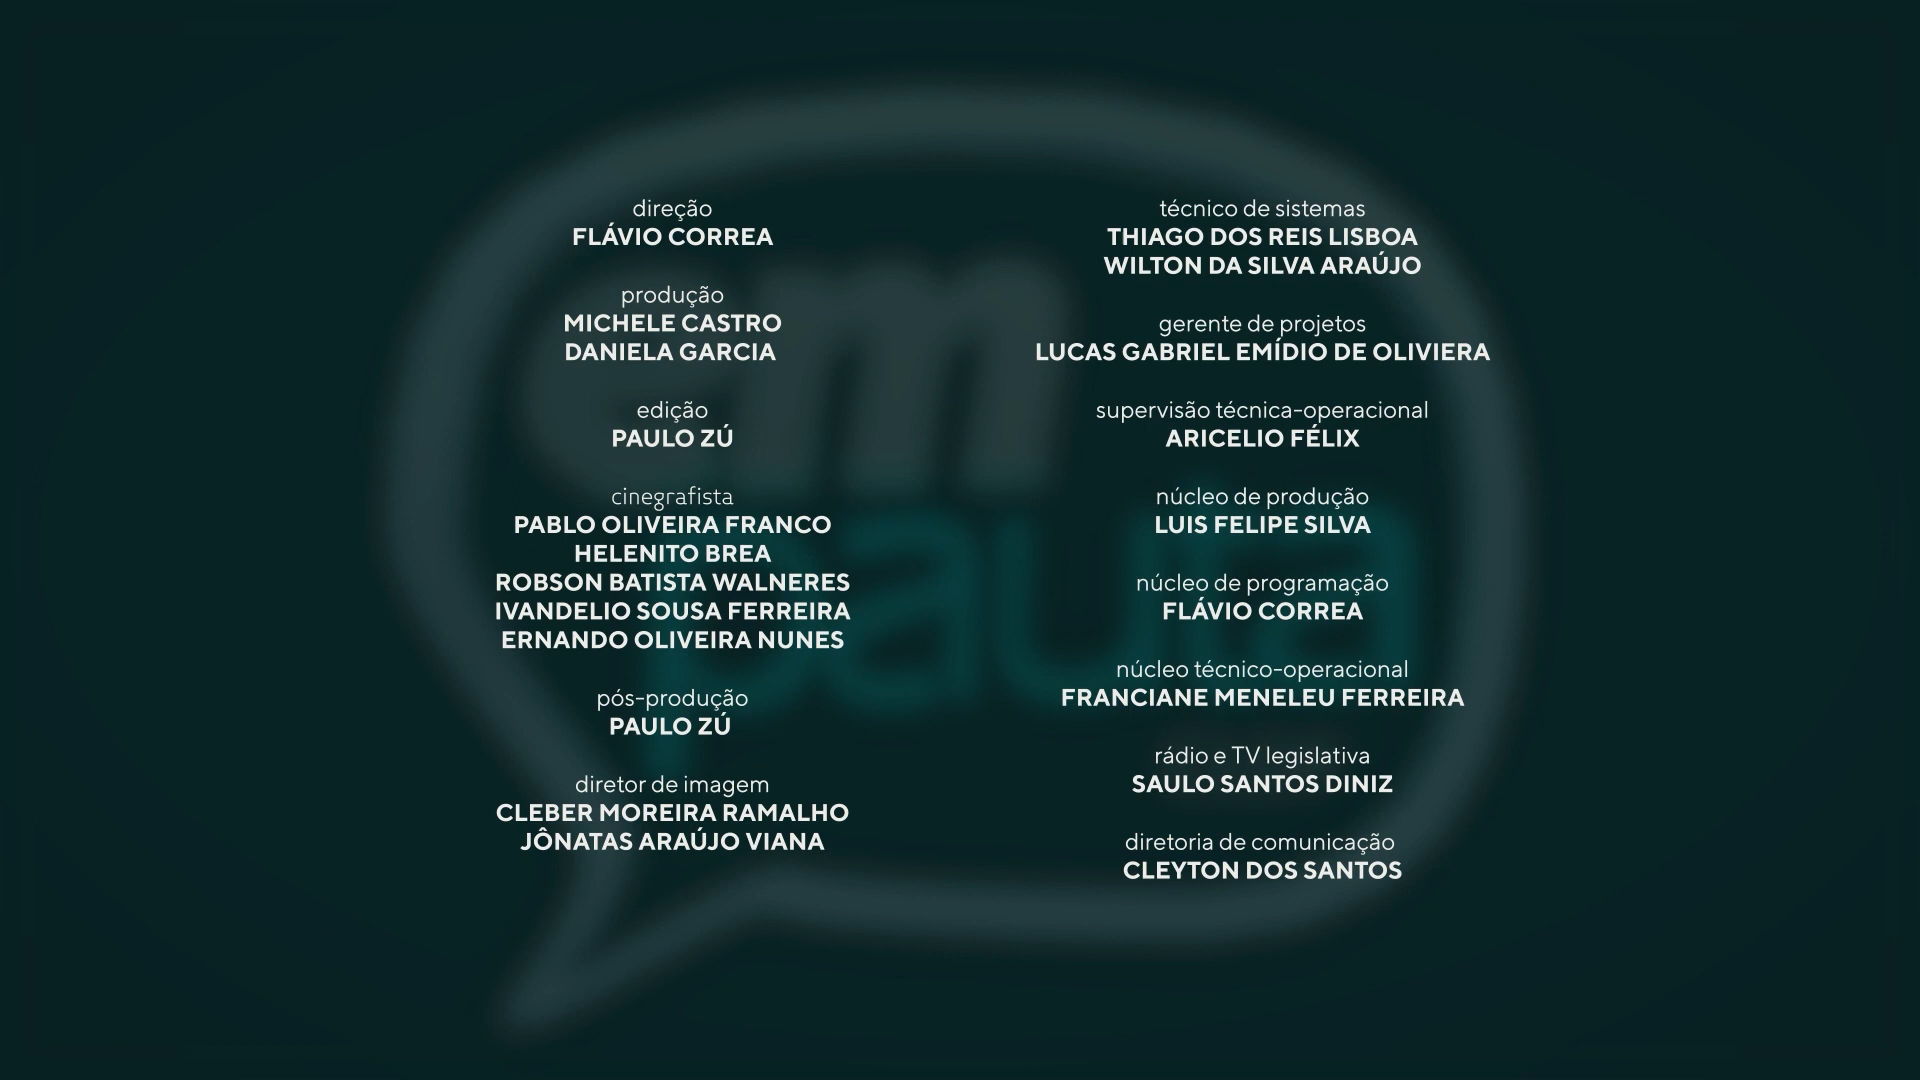 direção
FLÁVIO CORREA
produção
MICHELE CASTRO
DANIELA GARCIA
edição
PAULO ZÚ
cinegrafista
PABLO OLIVEIRA FRANCO
HELENITO BREA
ROBSON BATISTA WALNERES
IVANDELIO SOUSA FERREIRA
ERNANDO OLIVEIRA NUNES
pós-produção
PAULO ZÚ
diretor de imagem
CLEBER MOREIRA RAMALHO
JÔNATAS ARAÚJO VIANA
técnico de sistemas
THIAGO DOS REIS LISBOA
WILTON DA SILVA ARAÚJO
gerente de projetos
LUCAS GABRIEL EMÍDIO DE OLIVIERA
supervisão técnica-operacional
ARICELIO FÉLIX
núcleo de produção
LUIS FELIPE SILVA
núcleo de programação
FLÁVIO CORREA
núcleo técnico-operacional
FRANCIANE MENELEU FERREIRA
rádio e TV legislativa
SAULO SANTOS DINIZ
diretoria de comunicação
CLEYTON DOS SANTOS
em
pauta